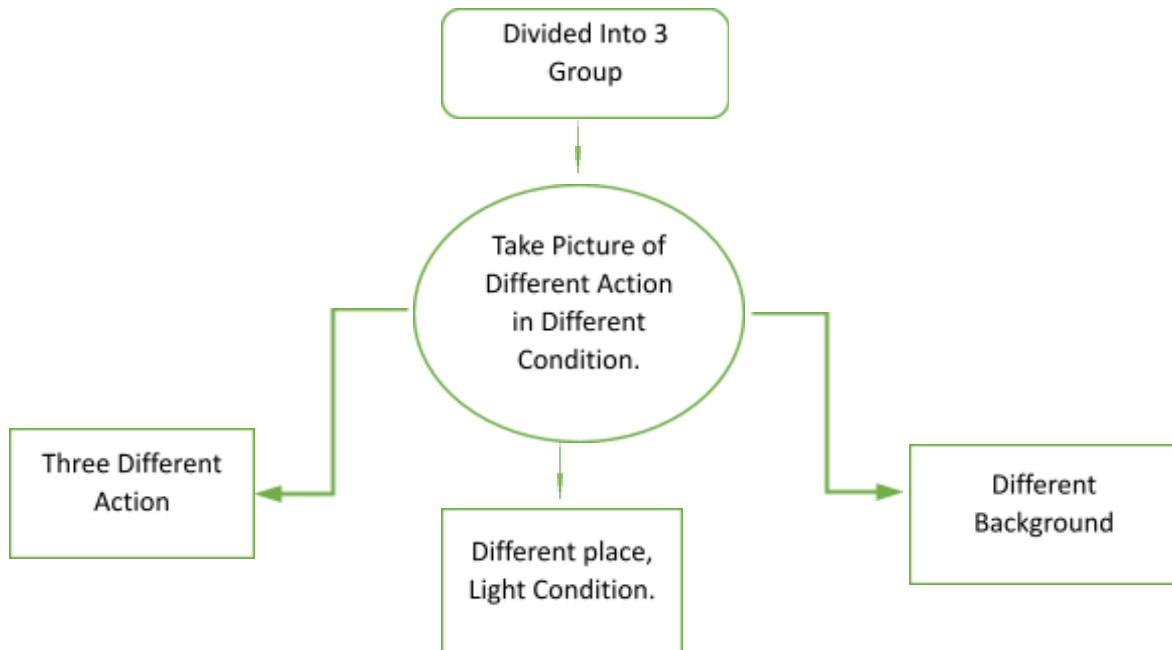 Divided Into 3
Group
Take Picture of
Different Action
in Different
Condition.
Three Different
Action
Different place,
Light Condition.
Different
Background